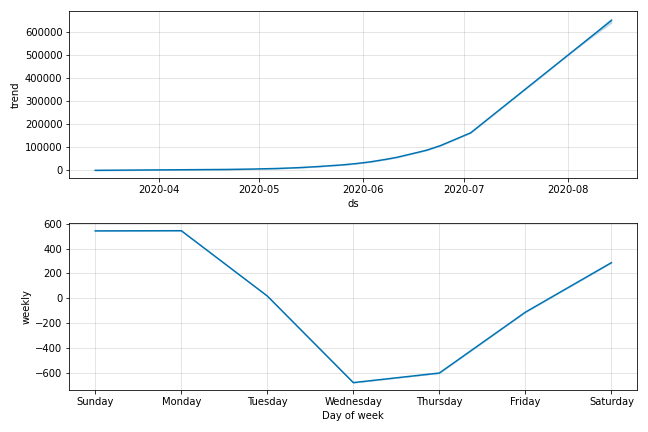 600000
500000
400000
300000
200000
100000
0
trend
2020-04 2020-05 2020-06 2020-07 2020-08
ds
600
400
200
0
−200
−400
−600
weekly
Sunday Monday Tuesday Wednesday Thursday Friday Saturday
Day of week